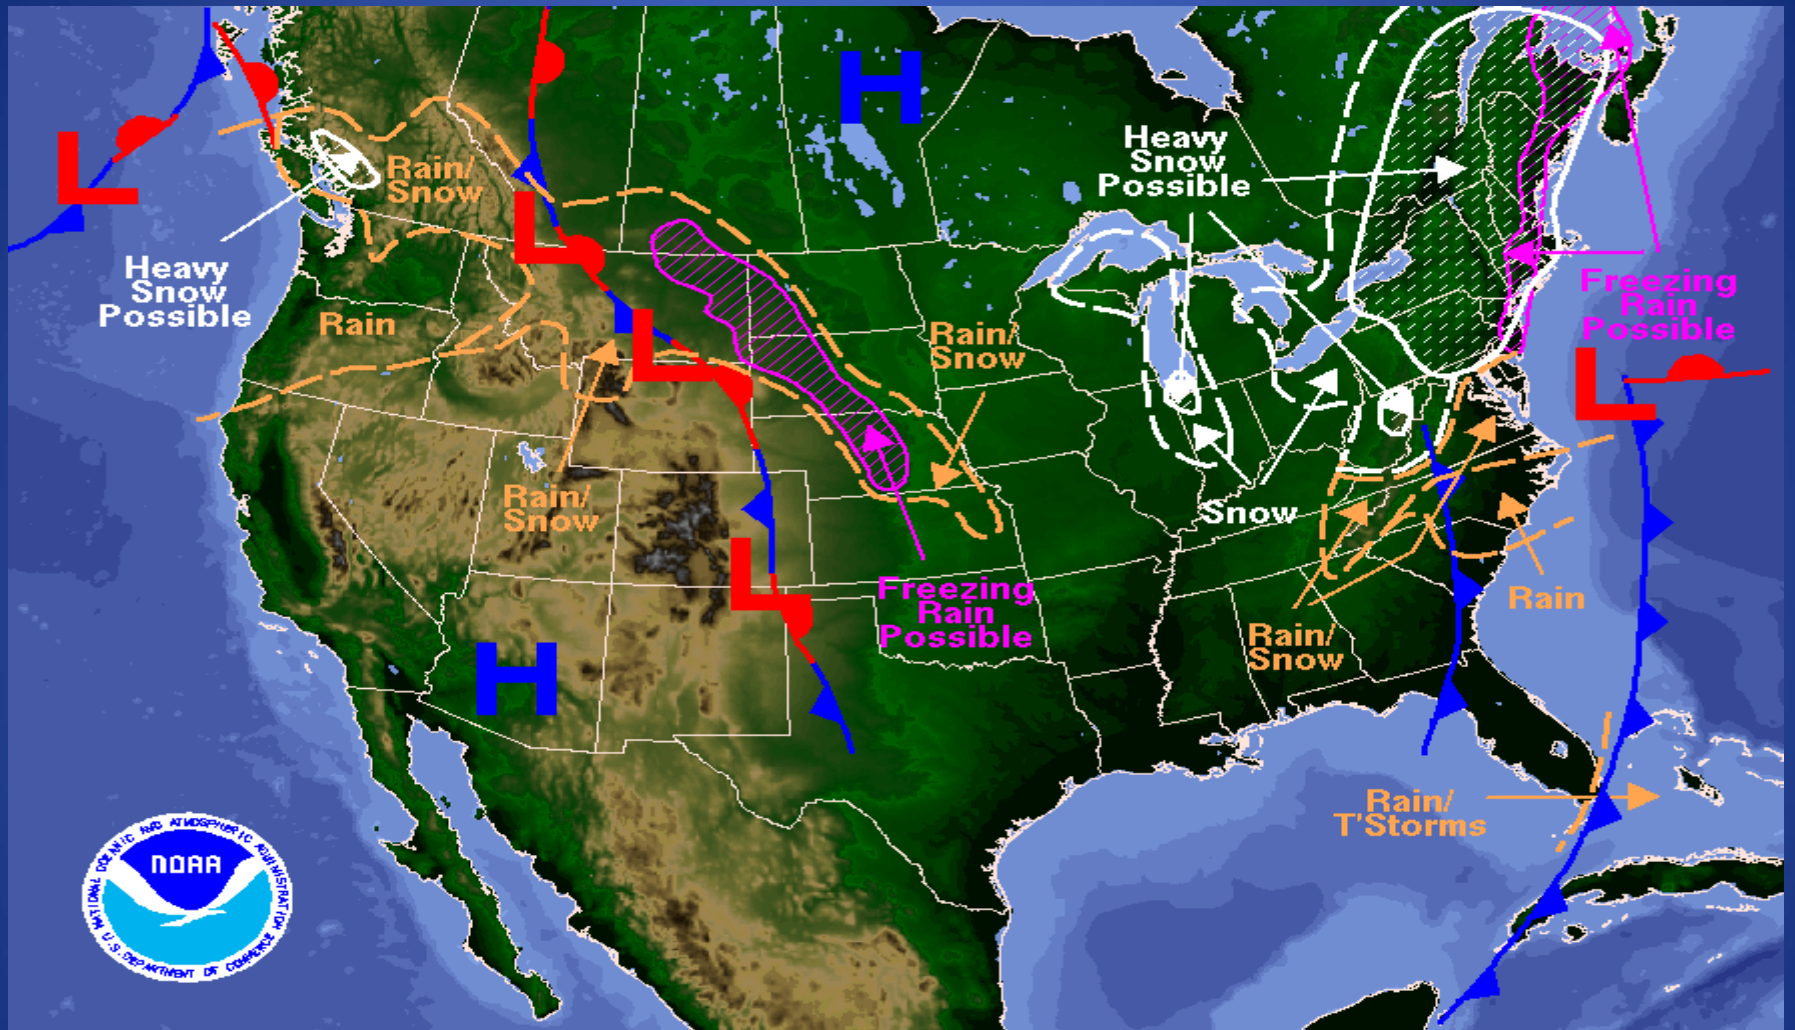 H
Heavy
Snow
Possible
Rain/
Snow
L
L
Heavy
Snow
Possible
Rain
Freezing
Rain
Possible
L
Rain/
Snow
L
Rain/
Snow
Snow
L
Freezing
Rain
Possible
Rain
Rain/
Snow
H
Rain/
T'Storms
NATIONAL OCEANIC AND ATMOSPHERIC ADMINISTRATION
NOAA
U.S. DEPARTMENT OF COMMERCE